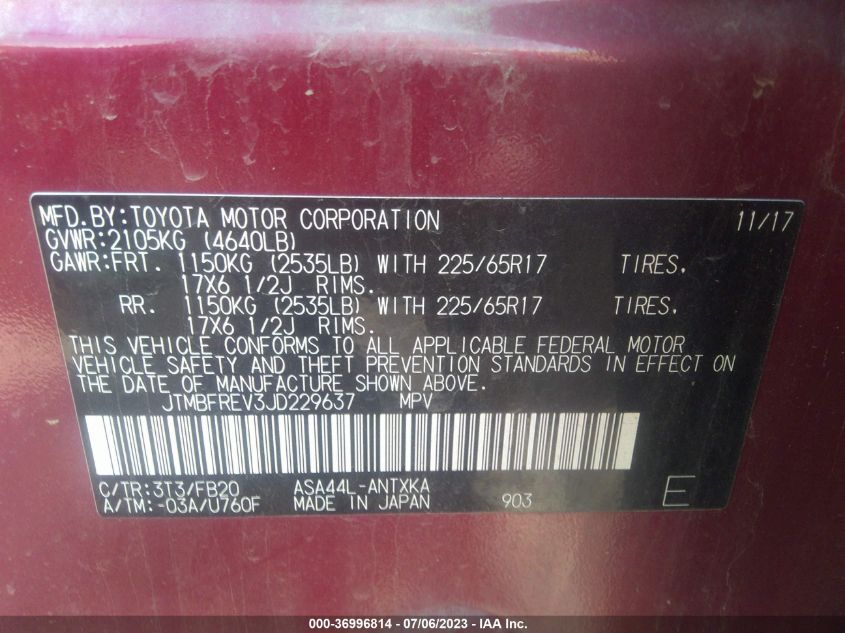 MFD.BY:TOYOTA MOTOR CORPORATION 11/17
GVWR:2105KG (4640LB)
GAWR:FRT. 1150KG (2535LB) WITH 225/65R17 TIRES,
17X6 1/2J RIMS.
RR. 1150KG (2535LB) WITH 225/65R17 TIRES,
17X6 1/2J RIMS.
THIS VEHICLE CONFORMS TO ALL APPLICABLE FEDERAL MOTOR
VEHICLE SAFETY AND THEFT PREVENTION STANDARDS IN EFFECT ON
THE DATE OF MANUFACTURE SHOWN ABOVE.
JTMBFREV3JD229637 MPV
C/TR:3T3/FB20 ASA44L-ANTXKA
A/TM:-03A/U760F MADE IN JAPAN 903 E
000-36996814 - 07/06/2023 - IAA Inc.